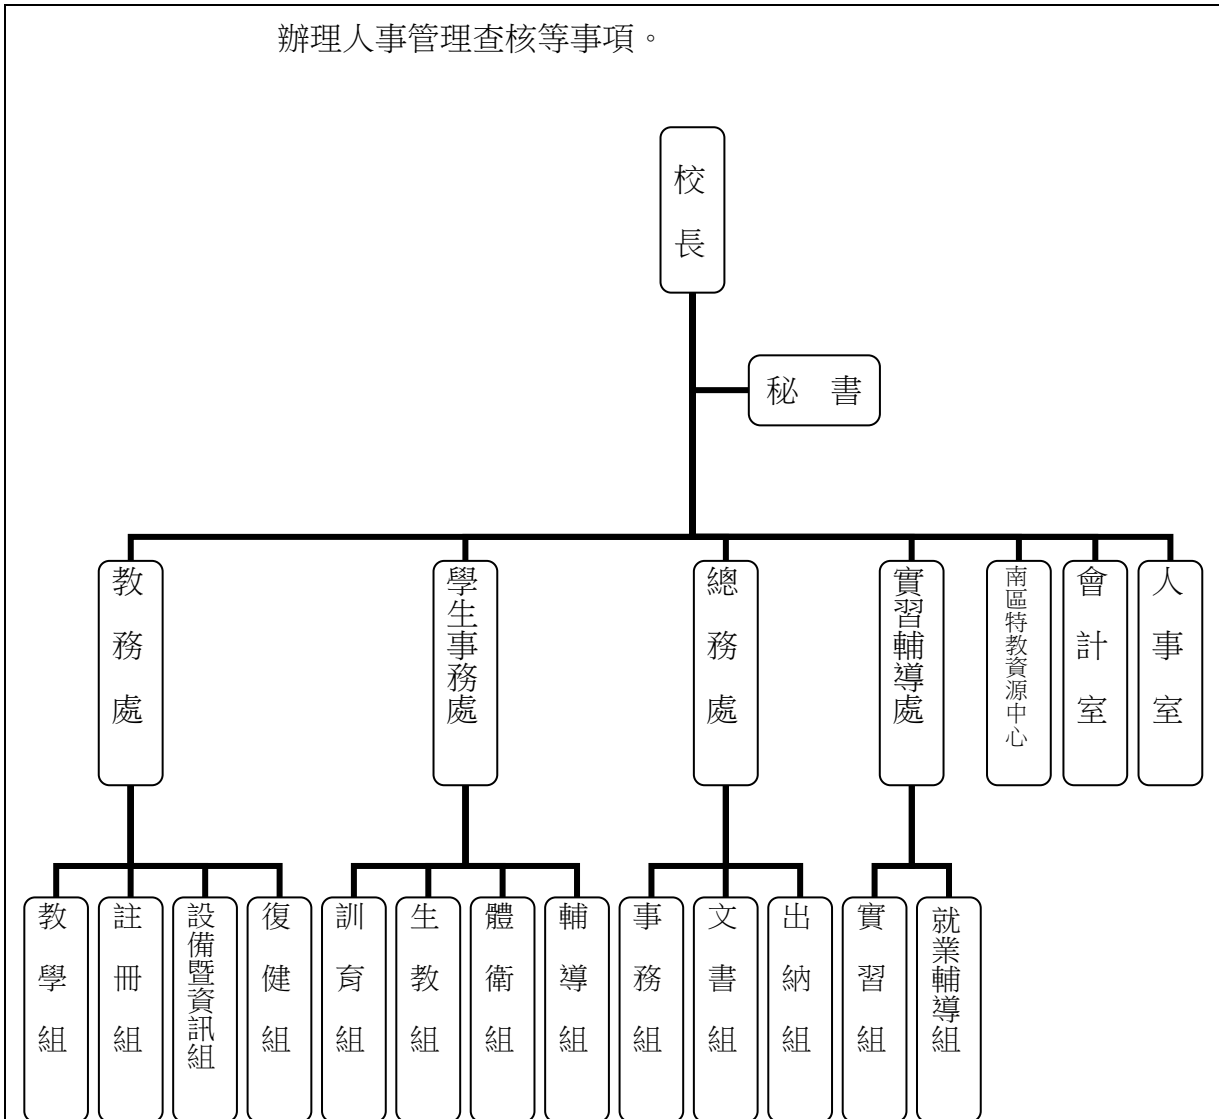 辦理人事管理查核等事項。
校長
秘書
教務處
學生事務處
總務處
實習輔導處
南區特教資源中心
會計室
人事室
教學組
註冊組
設備暨資訊組
復健組
訓育組
生教組
體衛組
輔導組
事務組
文書組
出納組
實習組
就業輔導組